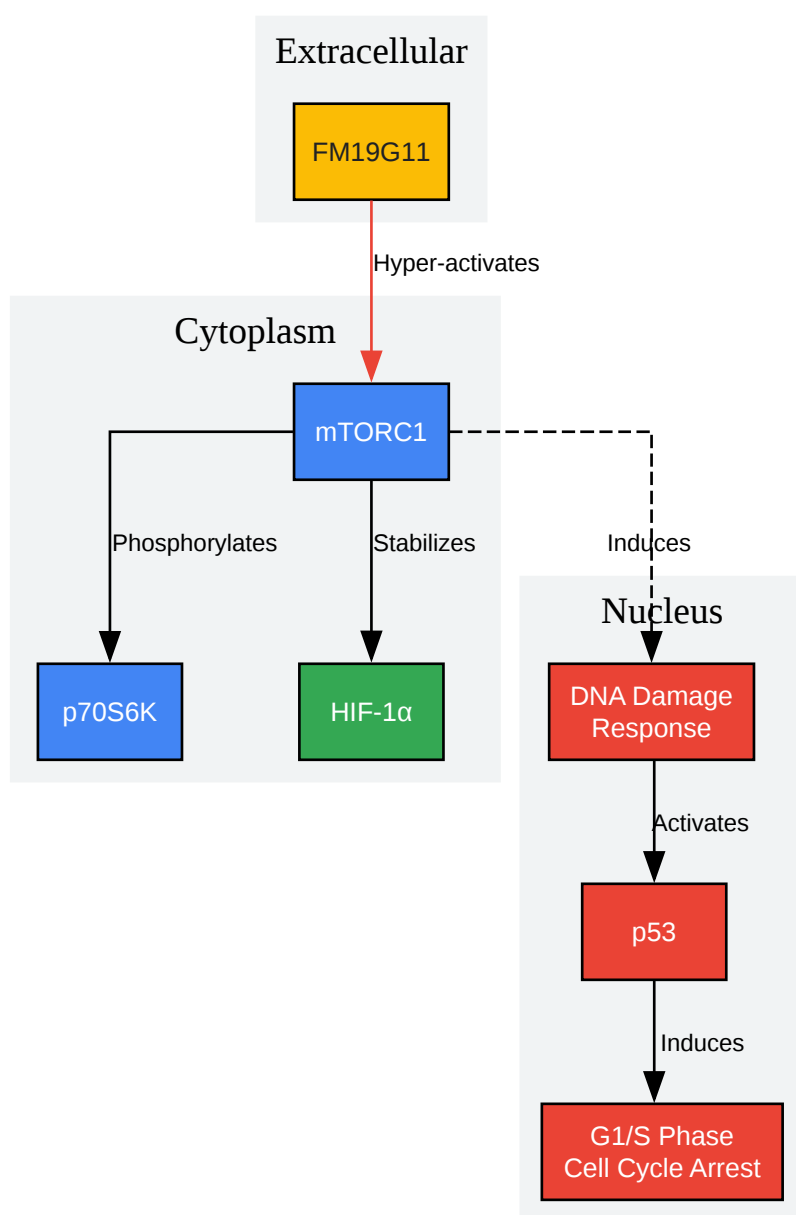 Extracellular
FM19G11
Hyper-activates
Cytoplasm
mTORC1
Phosphorylates
Stabilizes
Induces
Nucleus
p70S6K
HIF-1α
DNA Damage
Response
Activates
p53
Induces
G1/S Phase
Cell Cycle Arrest